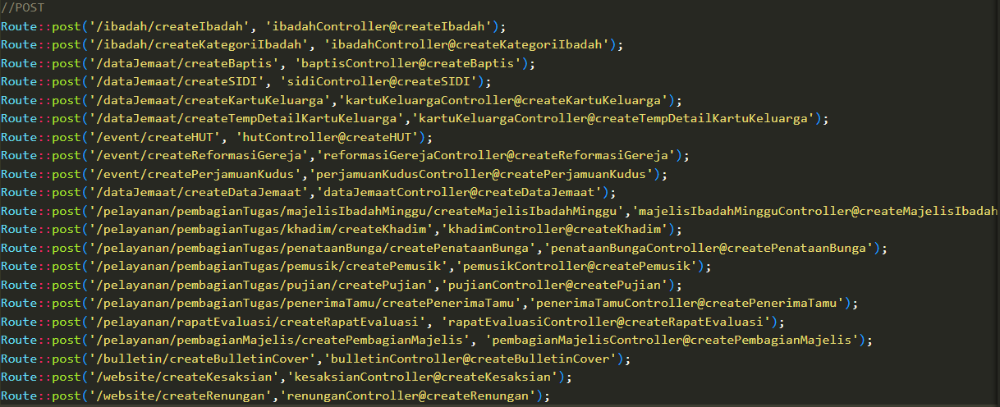 //POST
Route::post('/ibadah/createIbadah', 'ibadahController@createIbadah');
Route::post('/ibadah/createKategoriIbadah', 'ibadahController@createKategoriIbadah');
Route::post('/dataJemaat/createBaptis', 'baptisController@createBaptis');
Route::post('/dataJemaat/createSIDI', 'sidiController@createSIDI');
Route::post('/dataJemaat/createKartuKeluarga','kartuKeluargaController@createKartuKeluarga');
Route::post('/dataJemaat/createTempDetailKartuKeluarga','kartuKeluargaController@createTempDetailKartuKeluarga');
Route::post('/event/createHUT', 'hutController@createHUT');
Route::post('/event/createReformasiGereja','reformasiGerejaController@createReformasiGereja');
Route::post('/event/createPerjamuanKudus','perjamuanKudusController@createPerjamuanKudus');
Route::post('/dataJemaat/createDataJemaat','dataJemaatController@createDataJemaat');
Route::post('/pelayanan/pembagianTugas/majelisIbadahMinggu/createMajelisIbadahMinggu','majelisIbadahMingguController@createMajelisIbadah
Route::post('/pelayanan/pembagianTugas/khadim/createKhadim','khadimController@createKhadim');
Route::post('/pelayanan/pembagianTugas/penataanBunga/createPenataanBunga','penataanBungaController@createPenataanBunga');
Route::post('/pelayanan/pembagianTugas/pemusik/createPemusik','pemusikController@createPemusik');
Route::post('/pelayanan/pembagianTugas/pujian/createPujian','pujianController@createPujian');
Route::post('/pelayanan/pembagianTugas/penerimaTamu/createPenerimaTamu','penerimaTamuController@createPenerimaTamu');
Route::post('/pelayanan/rapatEvaluasi/createRapatEvaluasi', 'rapatEvaluasiController@createRapatEvaluasi');
Route::post('/pelayanan/pembagianMajelis/createPembagianMajelis', 'pembagianMajelisController@createPembagianMajelis');
Route::post('/bulletin/createBulletinCover','bulletinController@createBulletinCover');
Route::post('/website/createKesaksian','kesaksianController@createKesaksian');
Route::post('/website/createRenungan','renunganController@createRenungan');